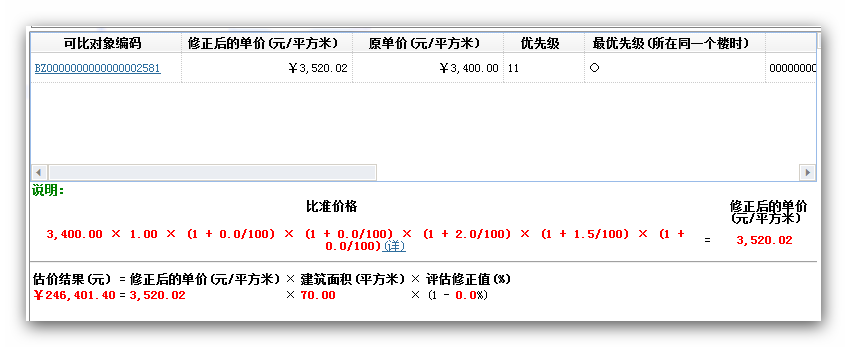 可比对象编码 修正后的单价(元/平方米) 原单价(元/平方米) 优先级 最优先级(所在同一个楼时)
BZ0000000000000002581 ￥3,520.02 ￥3,400.00 11 ○ 00000000
说明:
比准价格 修正后的单价
(元/平方米)
3,400.00 × 1.00 × (1 + 0.0/100) × (1 + 0.0/100) × (1 + 2.0/100) × (1 + 1.5/100) × (1 +
0.0/100)(详) = 3,520.02
估价结果(元) = 修正后的单价(元/平方米) × 建筑面积(平方米) × 评估修正值(%)
￥246,401.40 = 3,520.02 × 70.00 × (1 - 0.0%)